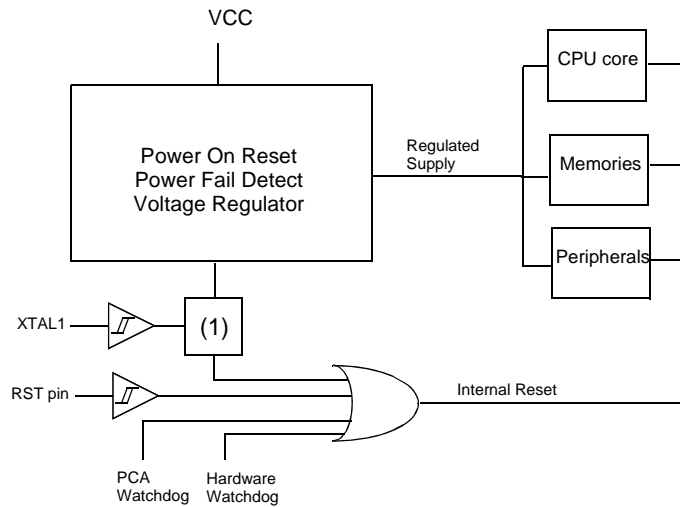 VCC
CPU core
Power On Reset
Power Fail Detect
Voltage Regulator
Regulated
Supply
Memories
Peripherals
XTAL1
(1)
RST pin
Internal Reset
PCA
Watchdog
Hardware
Watchdog